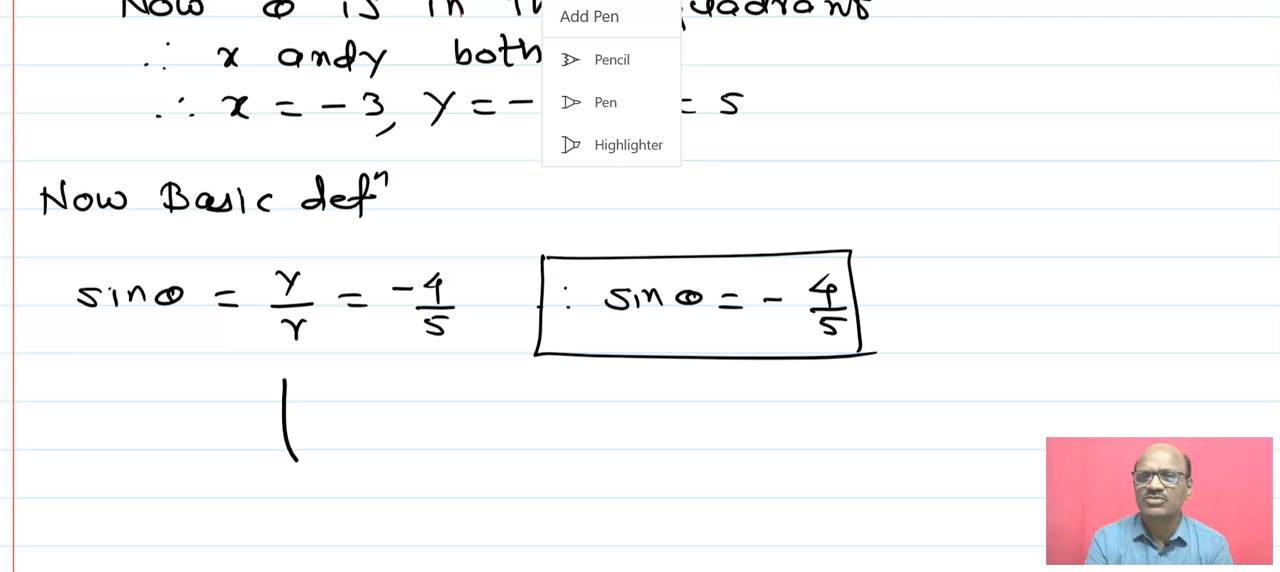 Now θ is in quadrant
Add Pen
∴ x and y both
Pencil
∴ x = -3, y = - = 5
Pen
Highlighter
Now Basic defⁿ
sin θ = y/r = -4/5 ∴ sin θ = - 4/5